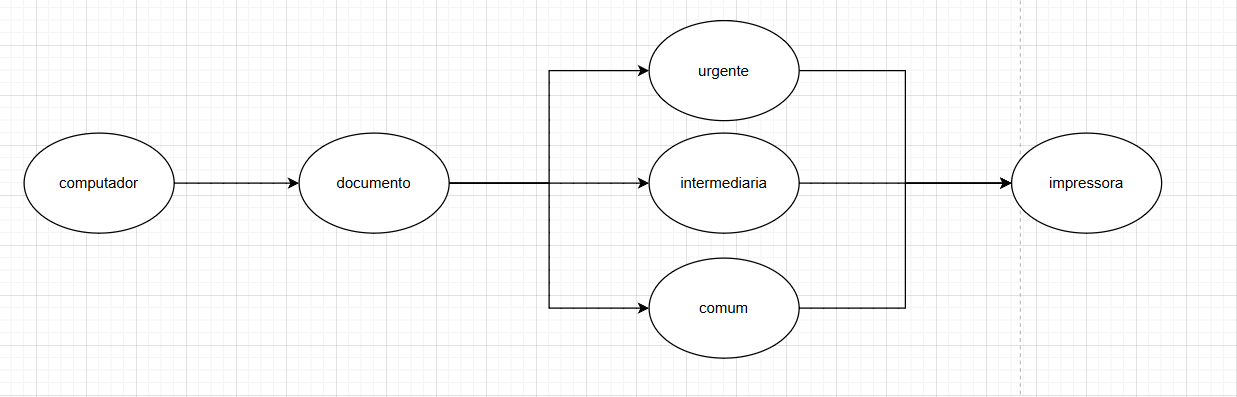 computador
documento
urgente
intermediaria
comum
impressora